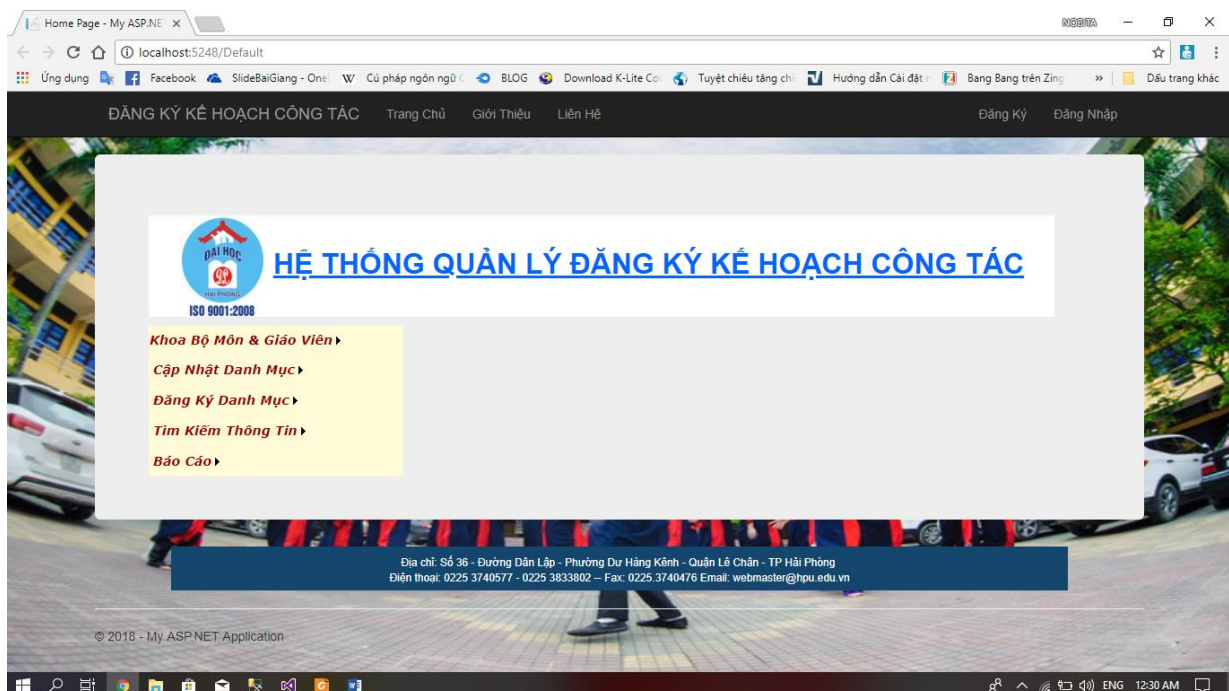 Home Page - My ASP.NE
NOBITA
localhost:5248/Default
Ứng dụng Facebook SlideBaiGiang - One W Cú pháp ngôn ngữ C BLOG Download K-Lite Co Tuyệt chiêu tăng chi Hướng dẫn Cài đặt Bang Bang trên Zing » Dấu trang khác
ĐĂNG KÝ KẾ HOẠCH CÔNG TÁC Trang Chủ Giới Thiệu Liên Hệ Đăng Ký Đăng Nhập
ĐẠI HỌC
HẢI PHÒNG
ISO 9001:2008
HỆ THỐNG QUẢN LÝ ĐĂNG KÝ KẾ HOẠCH CÔNG TÁC
Khoa Bộ Môn & Giáo Viên
Cập Nhật Danh Mục
Đăng Ký Danh Mục
Tìm Kiếm Thông Tin
Báo Cáo
Địa chỉ: Số 36 - Đường Dân Lập - Phường Dư Hàng Kênh - Quận Lê Chân - TP Hải Phòng
Điện thoại: 0225 3740577 - 0225 3833802 -- Fax: 0225.3740476 Email: webmaster@hpu.edu.vn
© 2018 - My ASP.NET Application
ENG 12:30 AM